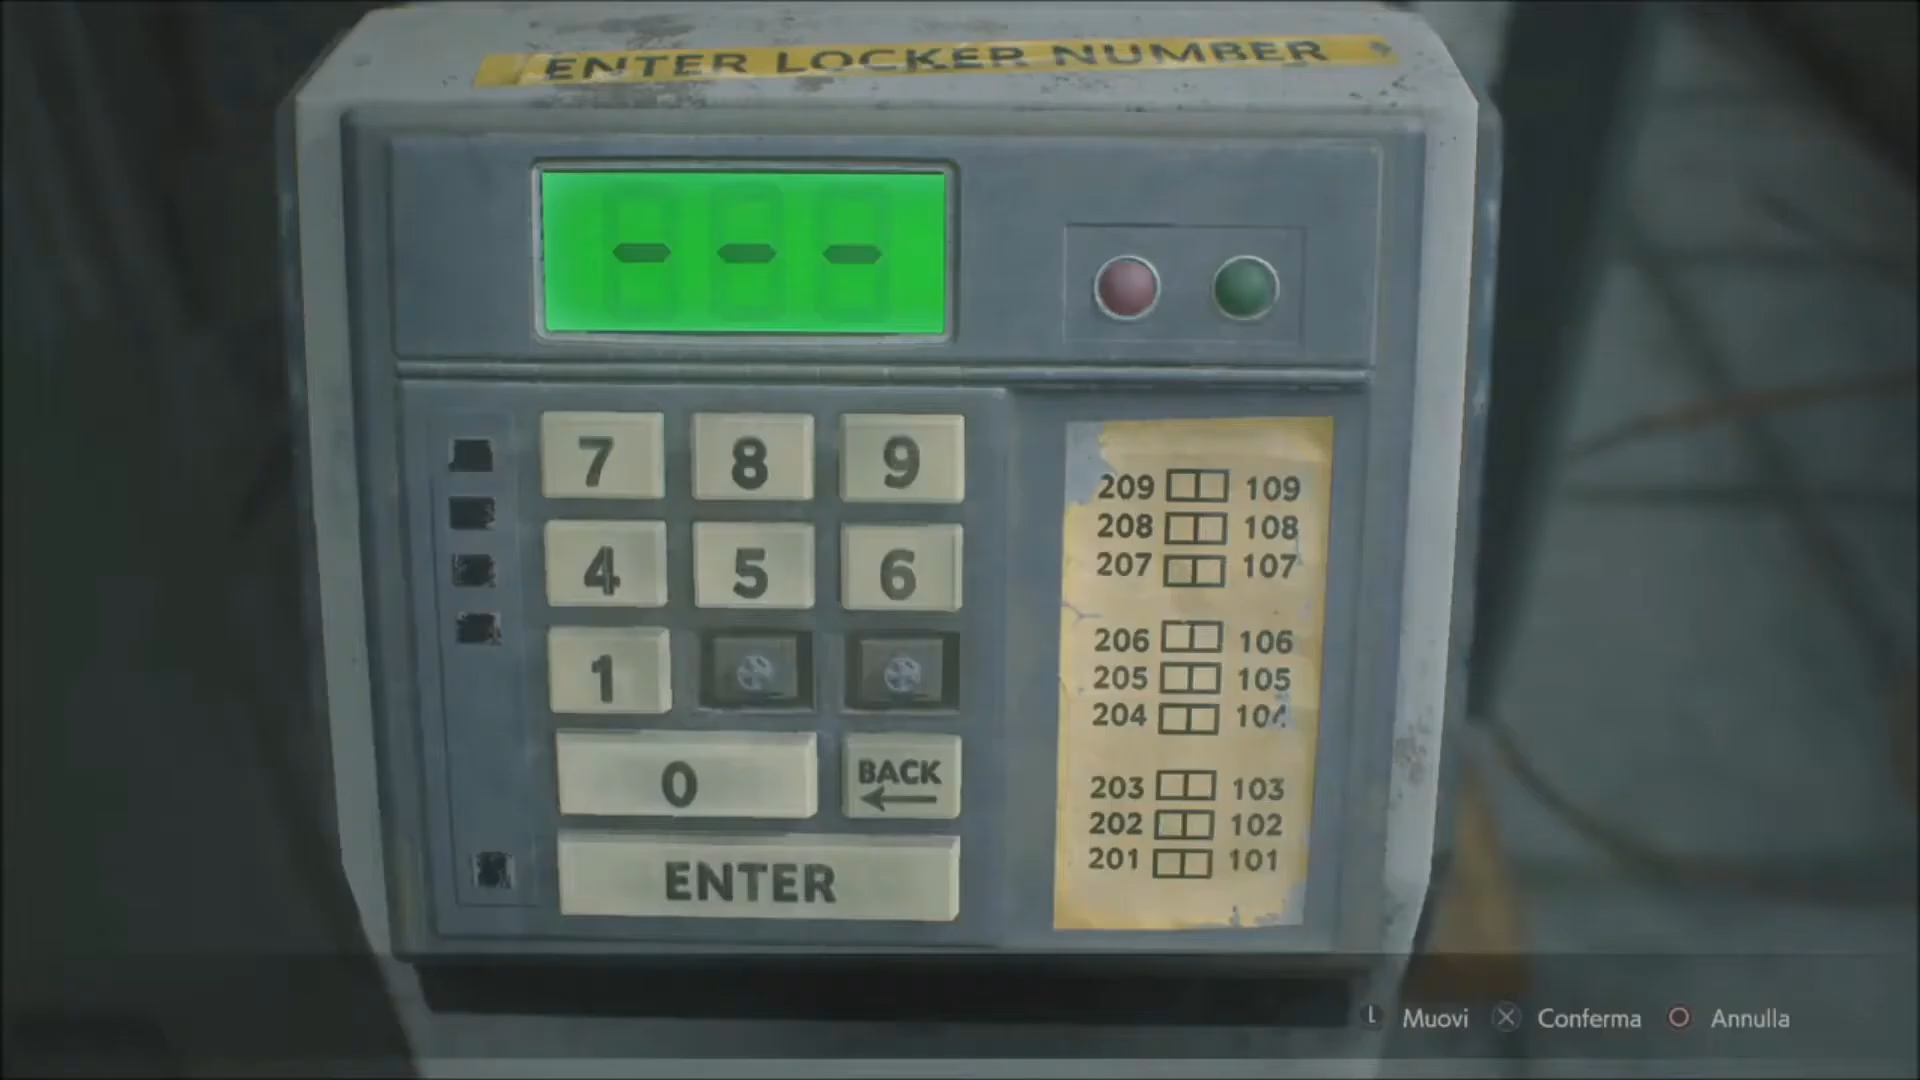 ENTER LOCKER NUMBER
- - -
7 8 9
4 5 6
1
0 BACK
ENTER
209 109
208 108
207 107
206 106
205 105
204 104
203 103
202 102
201 101
L Muovi X Conferma O Annulla